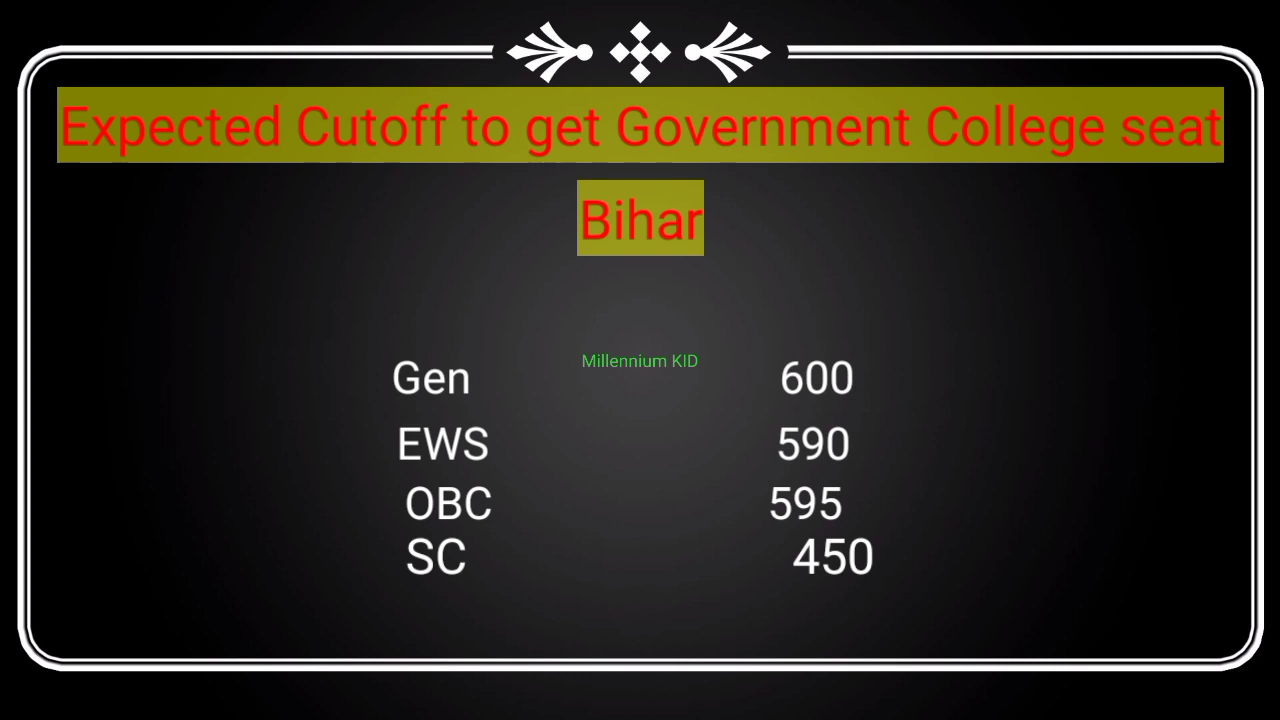 Expected Cutoff to get Government College seat
Bihar
Millennium KID
Gen 600
EWS 590
OBC 595
SC 450